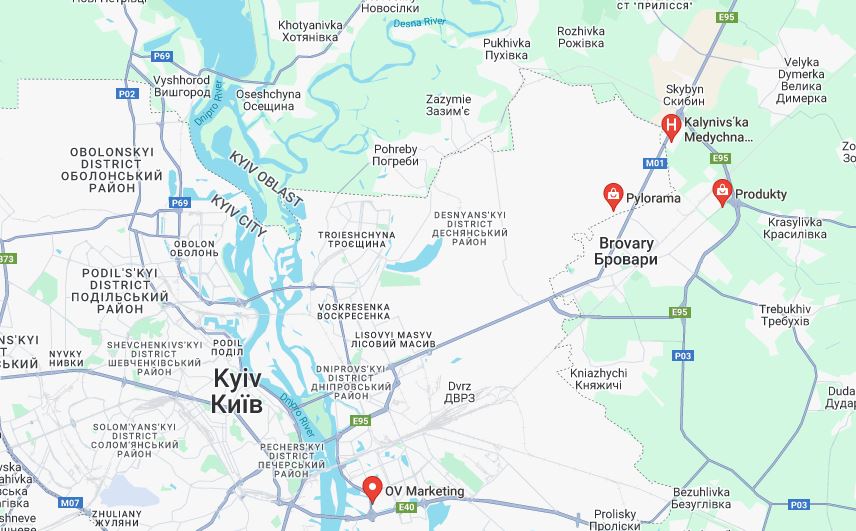 Нові Петрівці
Новосілки
Desna River
Khotyanivka
Хотянівка
Pukhivka
Пухівка
Rozhivka
Рожівка
СТ "ПРИЛІССЯ"
E95
P69
P02
Vyshhorod
Вишгород
Oseshchyna
Осещина
Dnipro River
Zazymie
Зазим'є
Skybyn
Скибин
Velyka
Dymerka
Велика
Димерка
Kalynivs'ka
Medychna...
OBOLONSKYI
DISTRICT
ОБОЛОНСЬКИЙ
РАЙОН
Pohreby
Погреби
KYIV OBLAST
KYIV CITY
M01
E95
P69
Pylorama
Produkty
OBOLON
ОБОЛОНЬ
TROIESHCHYNA
ТРОЄЩИНА
DESNYANS'KYI
DISTRICT
ДЕСНЯНСЬКИЙ
РАЙОН
Brovary
Бровари
Krasylivka
Красилівка
PODIL'S'KYI
DISTRICT
ПОДІЛЬСЬКИЙ
РАЙОН
VOSKRESENKA
ВОСКРЕСЕНКА
LISOVYI MASYV
ЛІСОВИЙ МАСИВ
E95
Trebukhiv
Требухів
NYVKY
НИВКИ
SHEVCHENKIVS'KYI
DISTRICT
ШЕВЧЕНКІВСЬКИЙ
РАЙОН
PODIL
ПОДІЛ
P03
Kyiv
Київ
DNIPROVS'KYI
DISTRICT
ДНІПРОВСЬКИЙ
РАЙОН
Dvrz
ДВРЗ
Kniazhychi
Княжичі
Dnipro River
E95
SOLOM'YANS'KYI
DISTRICT
СОЛОМ'ЯНСЬКИЙ
РАЙОН
PECHERS'KYI
DISTRICT
ПЕЧЕРСЬКИЙ
РАЙОН
OV Marketing
E40
M07
ZHULIANY
ЖУЛЯНИ
Prolisky
Проліски
Bezuhlivka
Безуглівка
P03